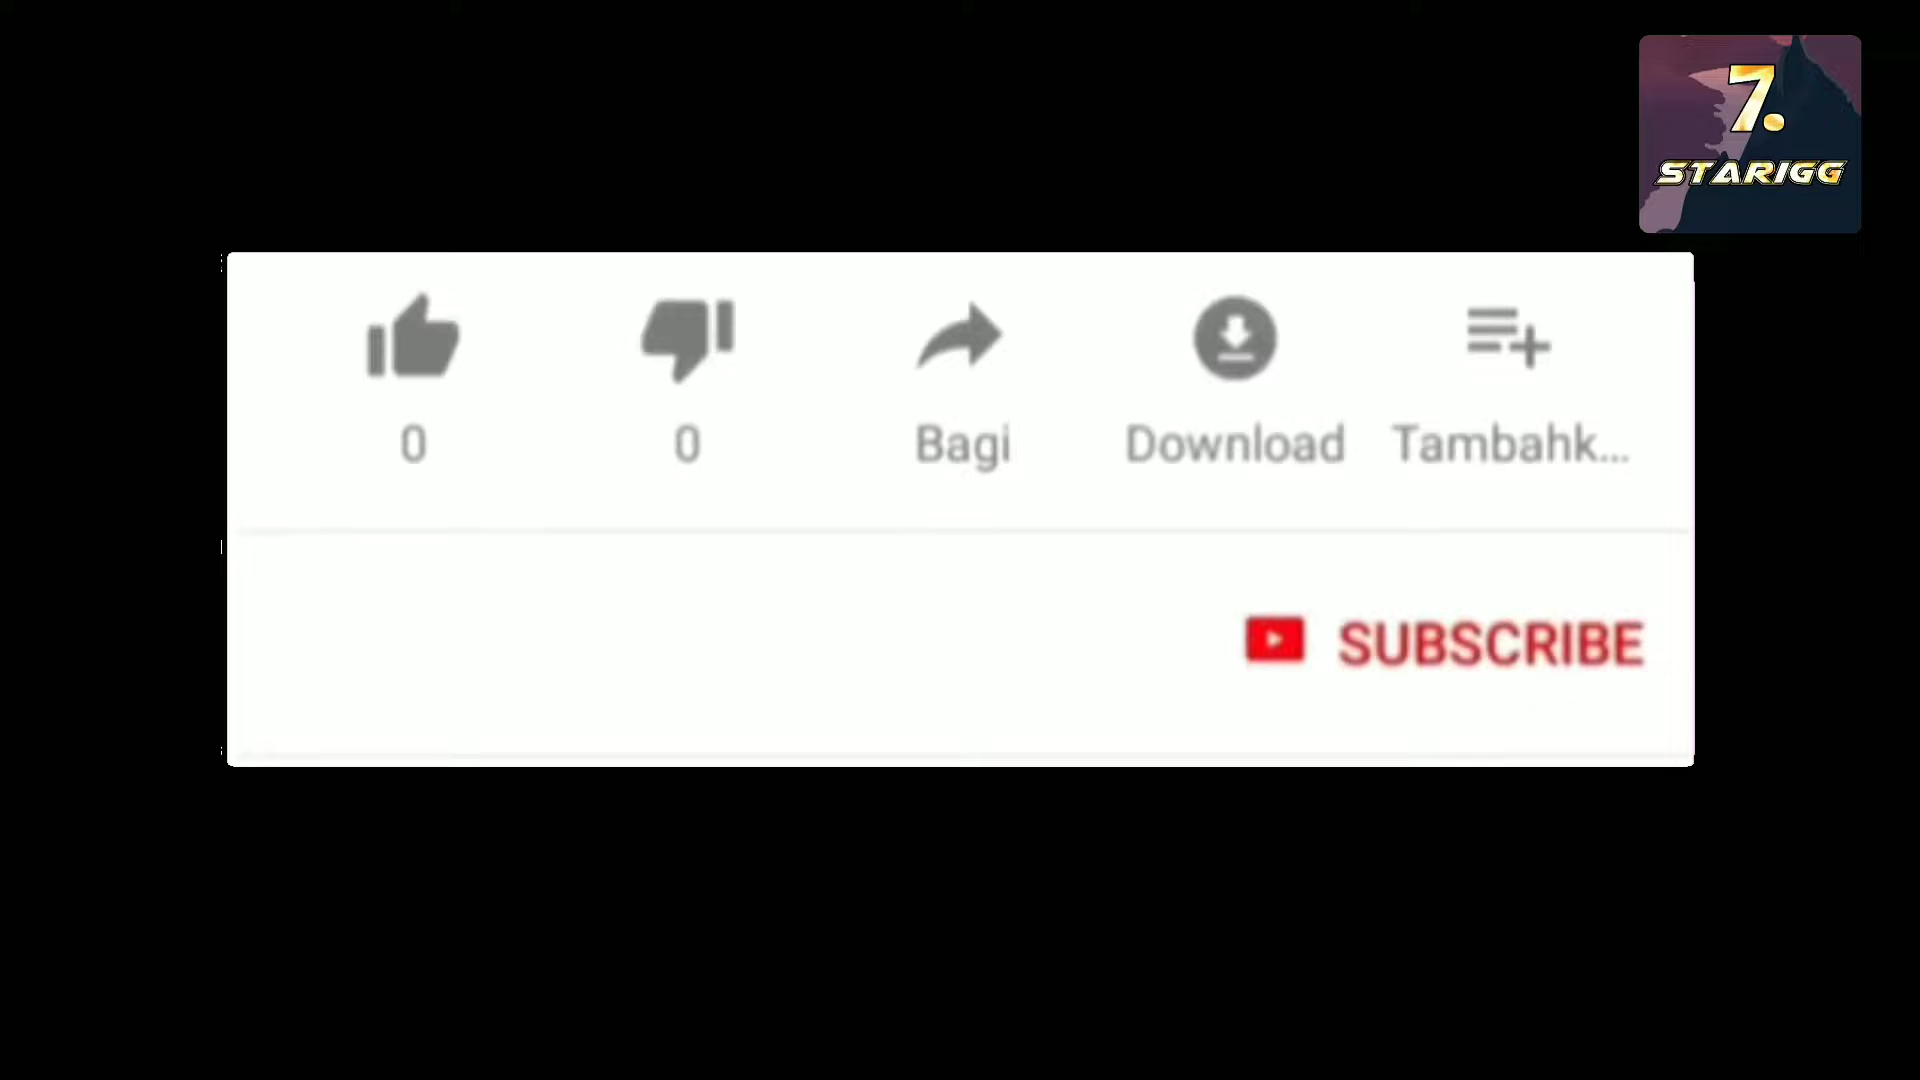 7.
STARIGG
0 0 Bagi Download Tambahk...
SUBSCRIBE